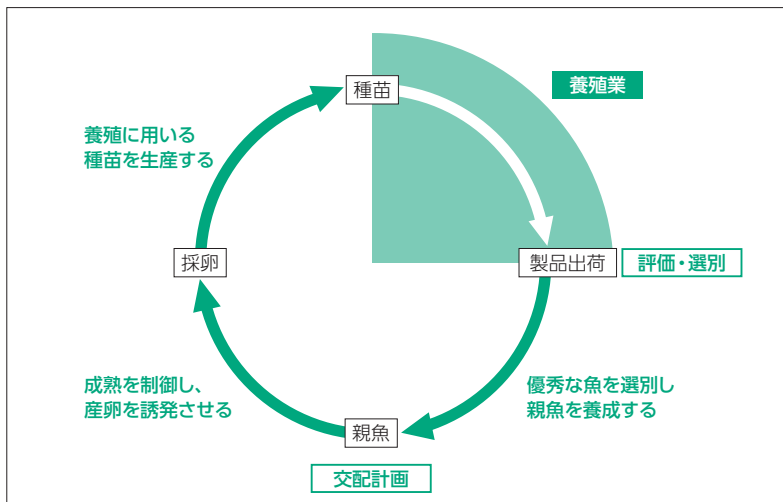 種苗
養殖業
養殖に用いる
種苗を生産する
採卵
製品出荷
評価・選別
成熟を制御し、
産卵を誘発させる
優秀な魚を選別し
親魚を養成する
親魚
交配計画